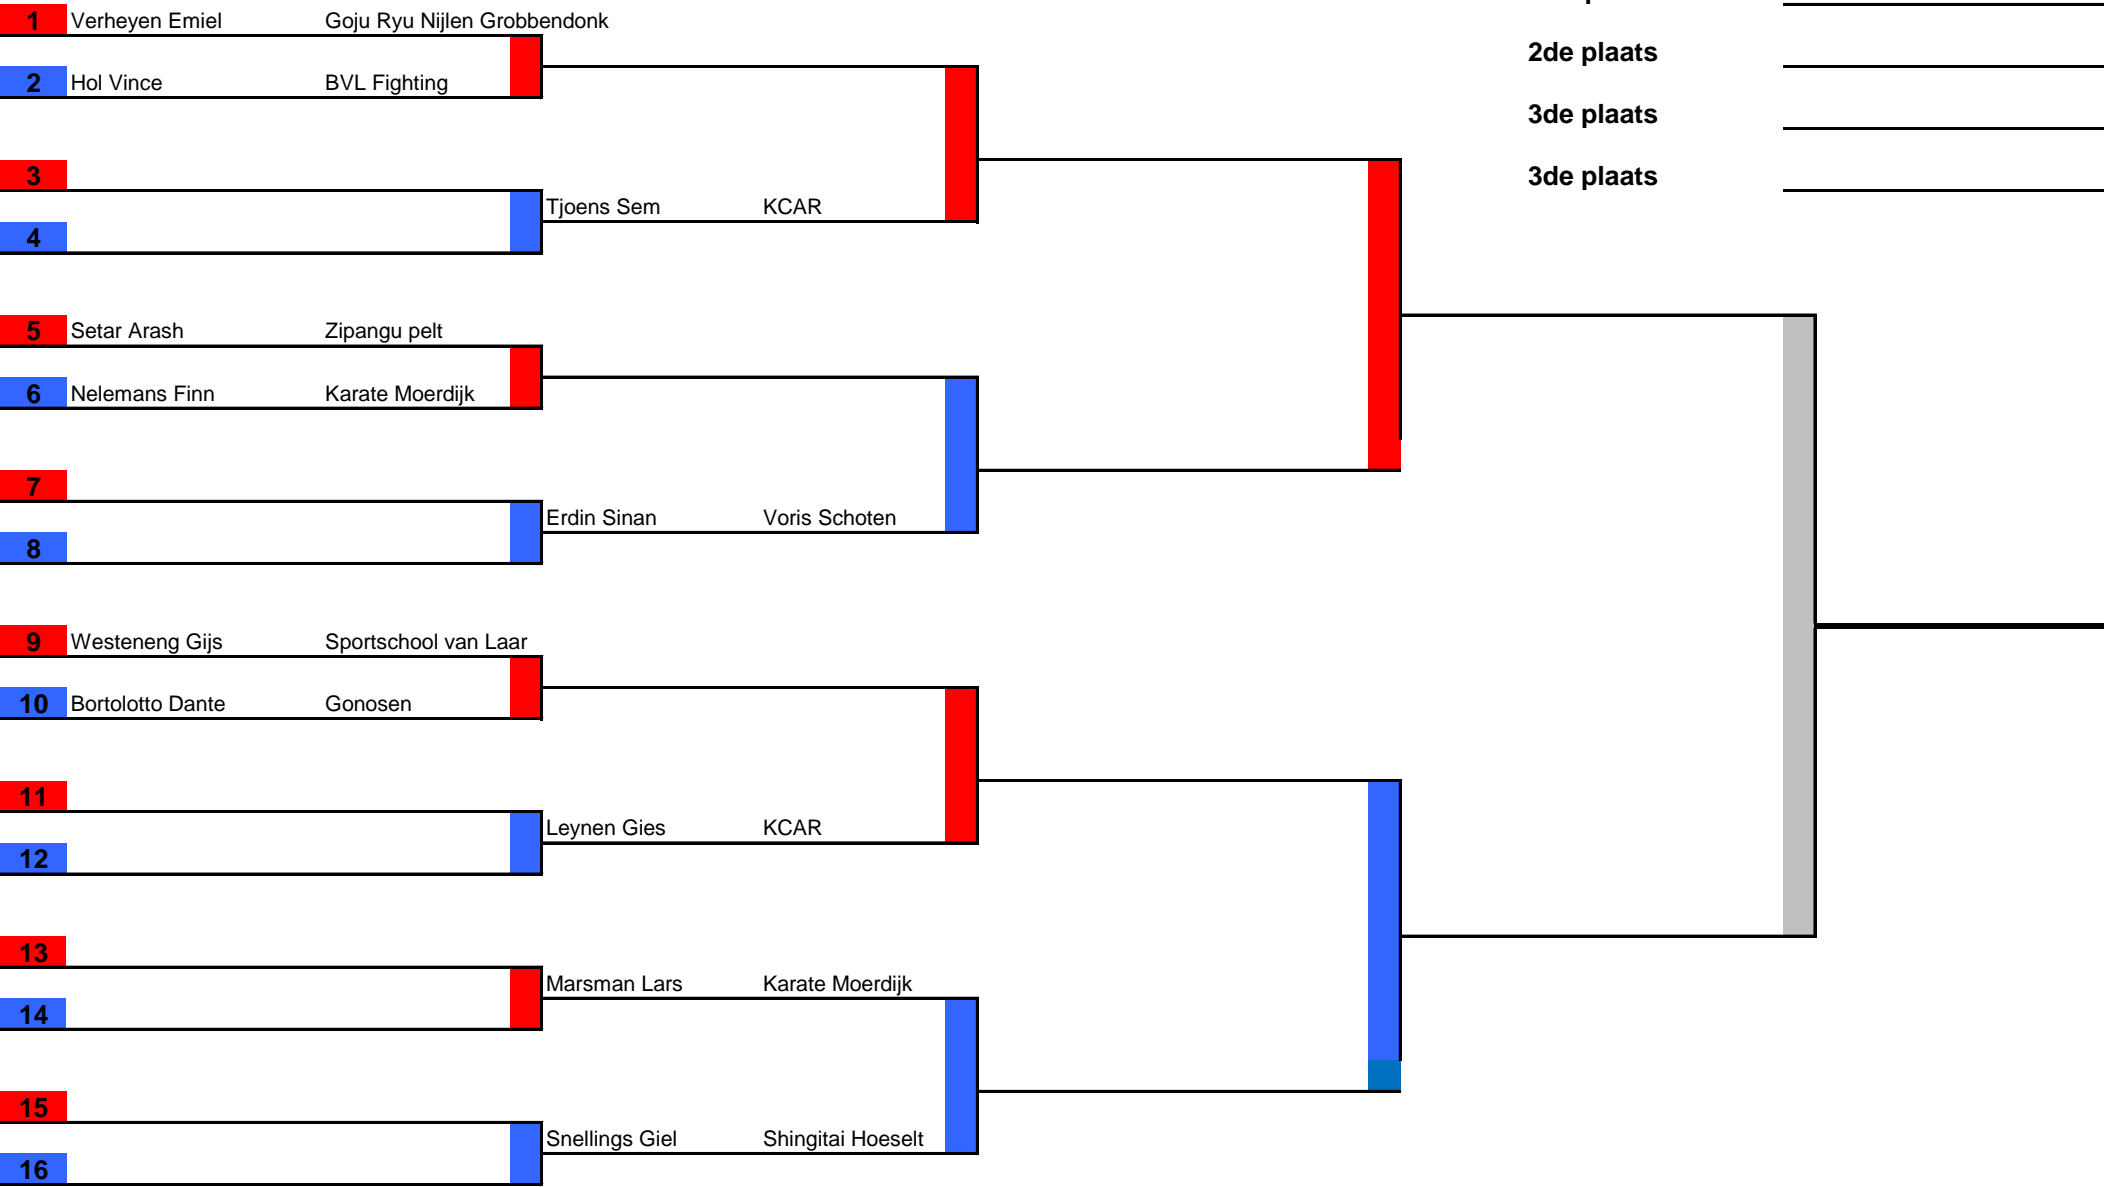 1 Verheyen Emiel Goju Ryu Nijlen Grobbendonk
2de plaats
2 Hol Vince BVL Fighting
3de plaats
3
3de plaats
Tjoens Sem KCAR
4
5 Setar Arash Zipangu pelt
6 Nelemans Finn Karate Moerdijk
7
Erdin Sinan Voris Schoten
8
9 Westeneng Gijs Sportschool van Laar
10 Bortolotto Dante Gonosen
11
Leynen Gies KCAR
12
13
Marsman Lars Karate Moerdijk
14
15
Snellings Giel Shingitai Hoeselt
16